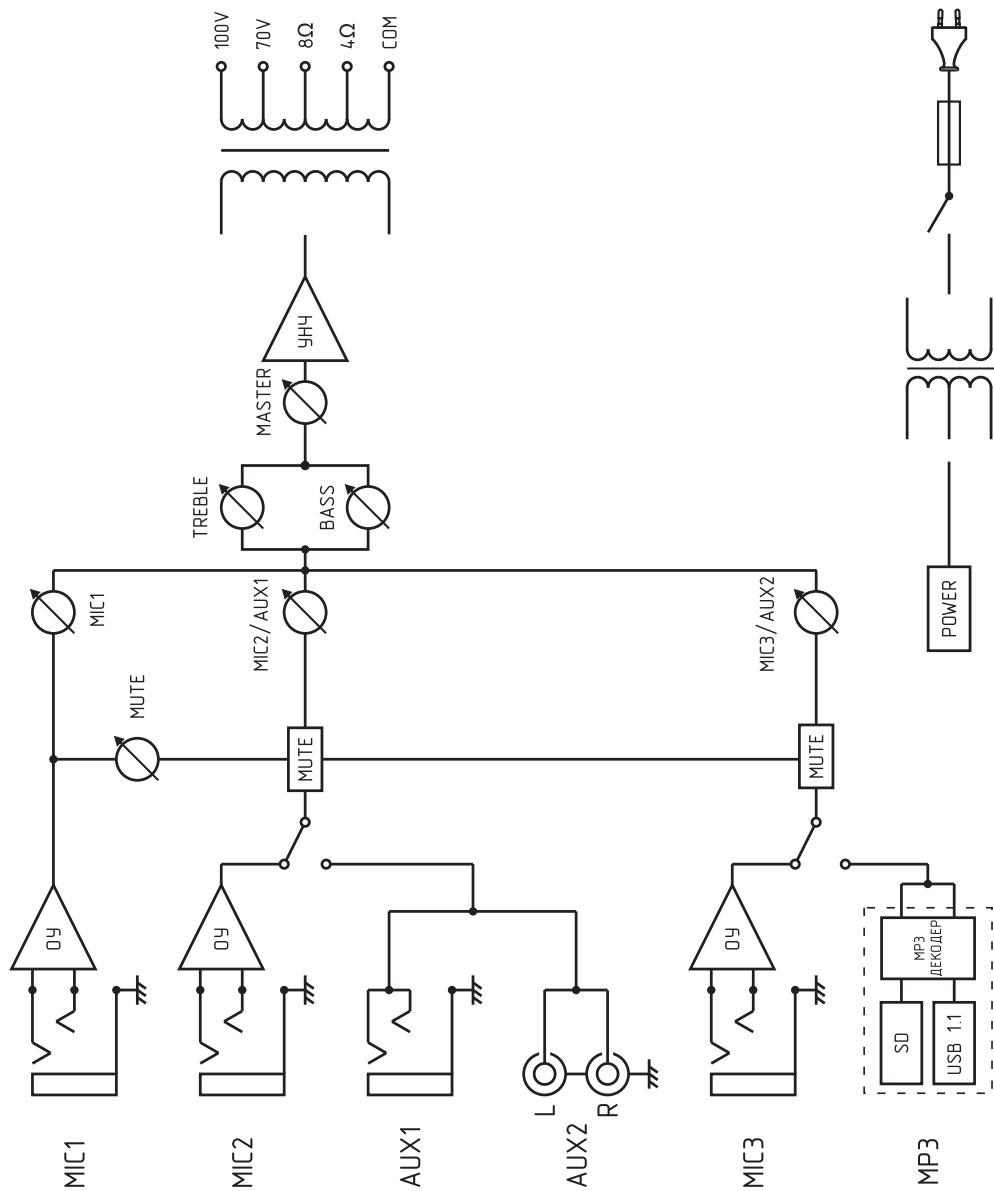 MIC1
MIC2
AUX1
AUX2
MIC3
MP3
L
R
ОУ
ОУ
ОУ
SD
USB 1.1
MP3
ДЕКОДЕР
MUTE
MUTE
MUTE
MIC1
MIC2/AUX1
MIC3/AUX2
TREBLE
BASS
MASTER
УНЧ
100V
70V
8Ω
4Ω
COM
POWER